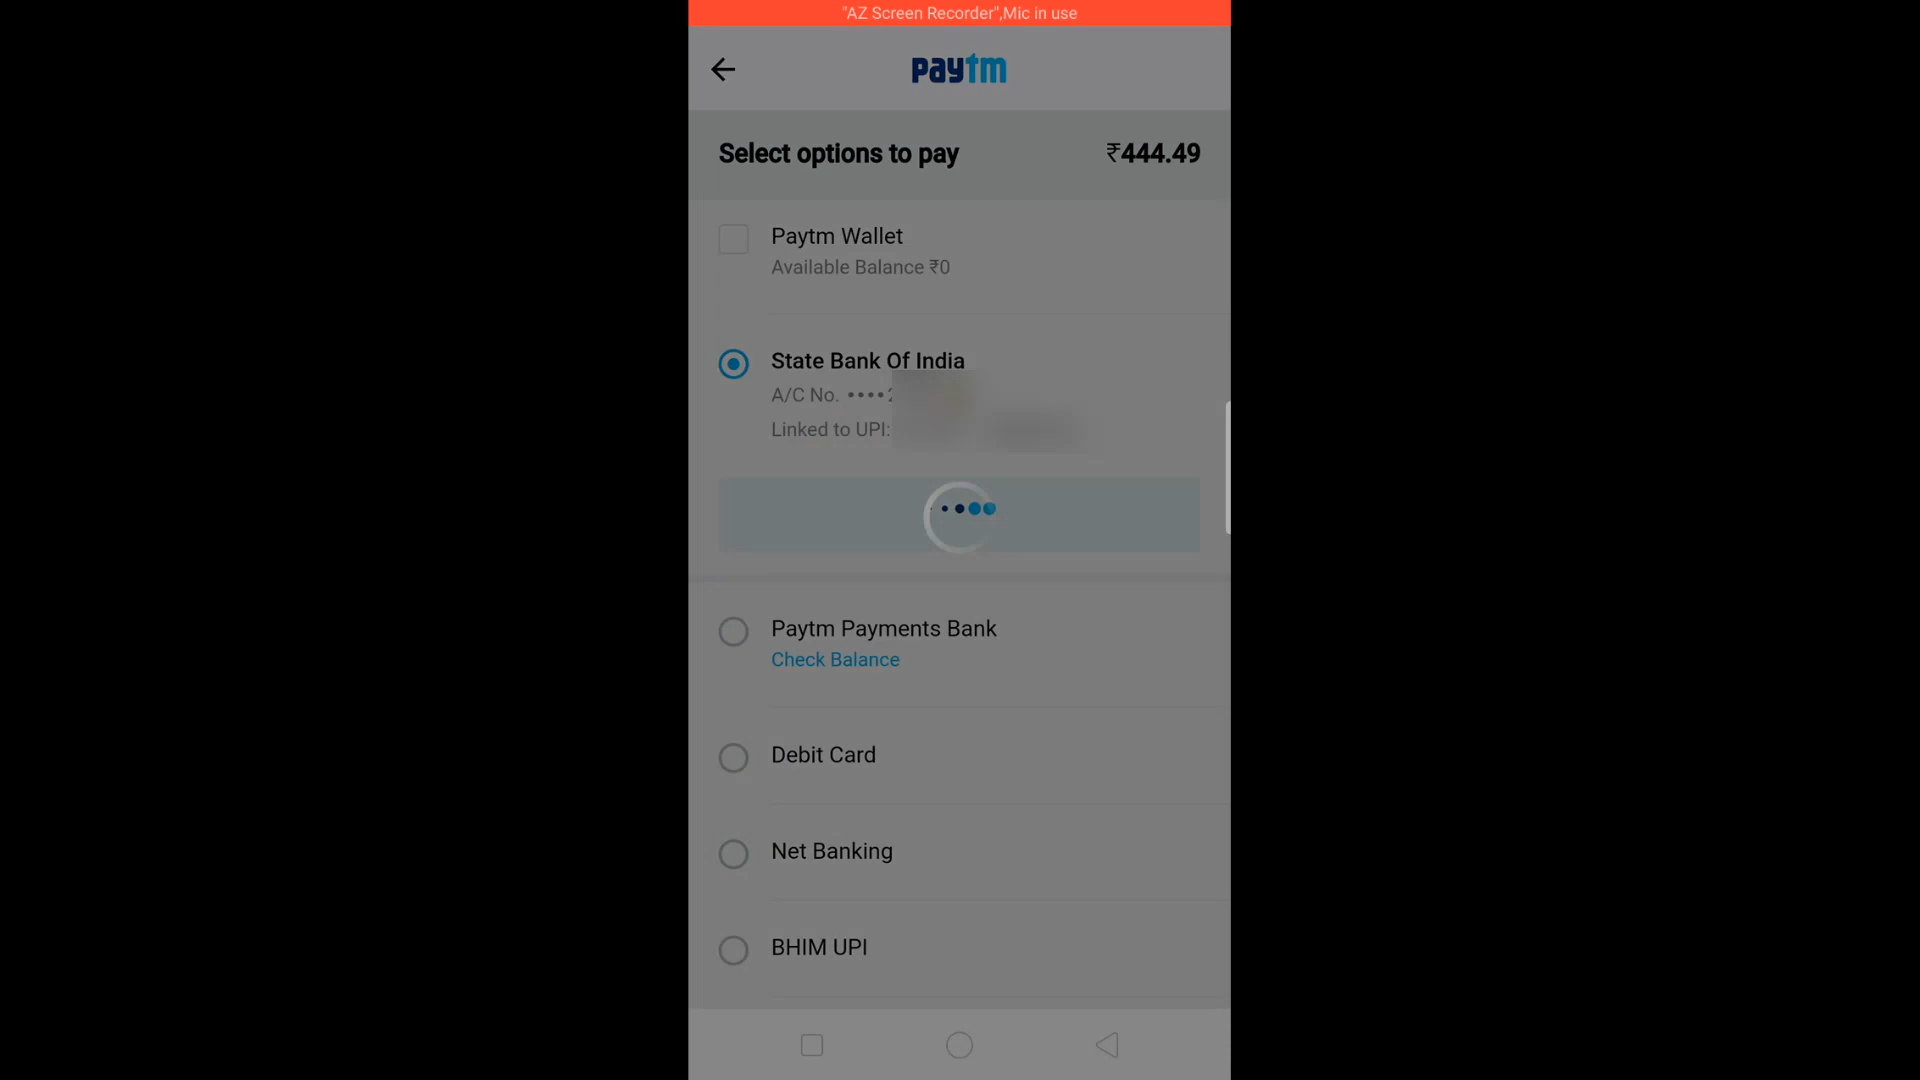 "AZ Screen Recorder",Mic in use
paytm
Select options to pay ₹444.49
Paytm Wallet
Available Balance ₹0
State Bank Of India
A/C No. ••••
Linked to UPI:
Paytm Payments Bank
Check Balance
Debit Card
Net Banking
BHIM UPI